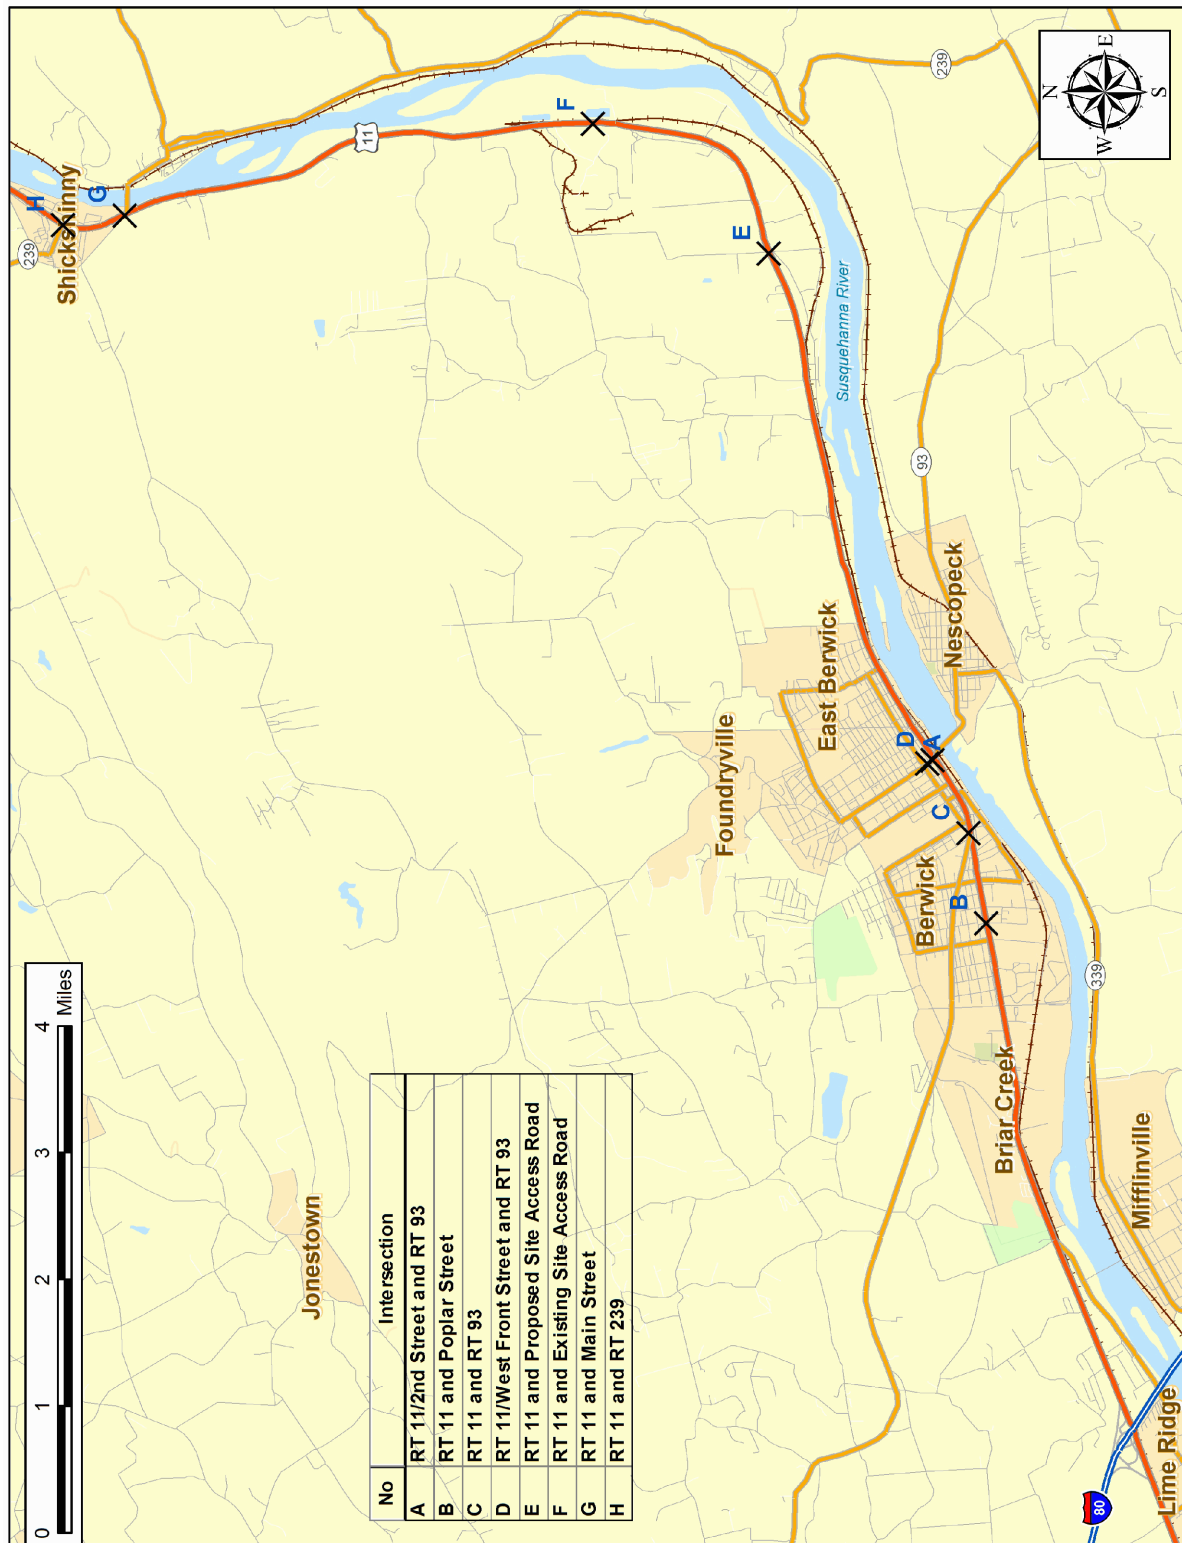 0 1 2 3 4
Miles
No Intersection
A RT 11/2nd Street and RT 93
B RT 11 and Poplar Street
C RT 11 and RT 93
D RT 11/West Front Street and RT 93
E RT 11 and Proposed Site Access Road
F RT 11 and Existing Site Access Road
G RT 11 and Main Street
H RT 11 and RT 239
Jonestown
Foundryville
East Berwick
Berwick
Briar Creek
Nescopeck
Mifflinville
Lime Ridge
Shickshinny
Susquehanna River
H
G
F
E
D
A
C
B
239
11
239
93
339
80
N
E
S
W